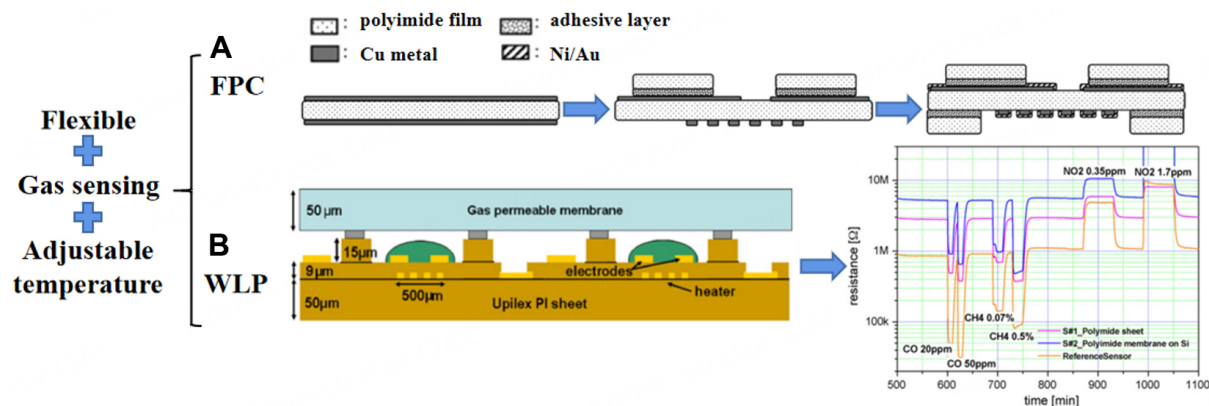 A
FPC
: polyimide film
: adhesive layer
: Cu metal
: Ni/Au
Flexible
Gas sensing
Adjustable
temperature
B
WLP
50 μm
Gas permeable membrane
15μm
9μm
electrodes
500μm
heater
50μm
Upilex PI sheet
NO2 0.35ppm
NO2 1.7ppm
10M
1M
100k
resistance [Ω]
CH4 0.07%
CH4 0.5%
CO 20ppm
CO 50ppm
S#1_Polymide sheet
S#2_Polyimide membrane on Si
ReferenceSensor
500 600 700 800 900 1000 1100
time [min]